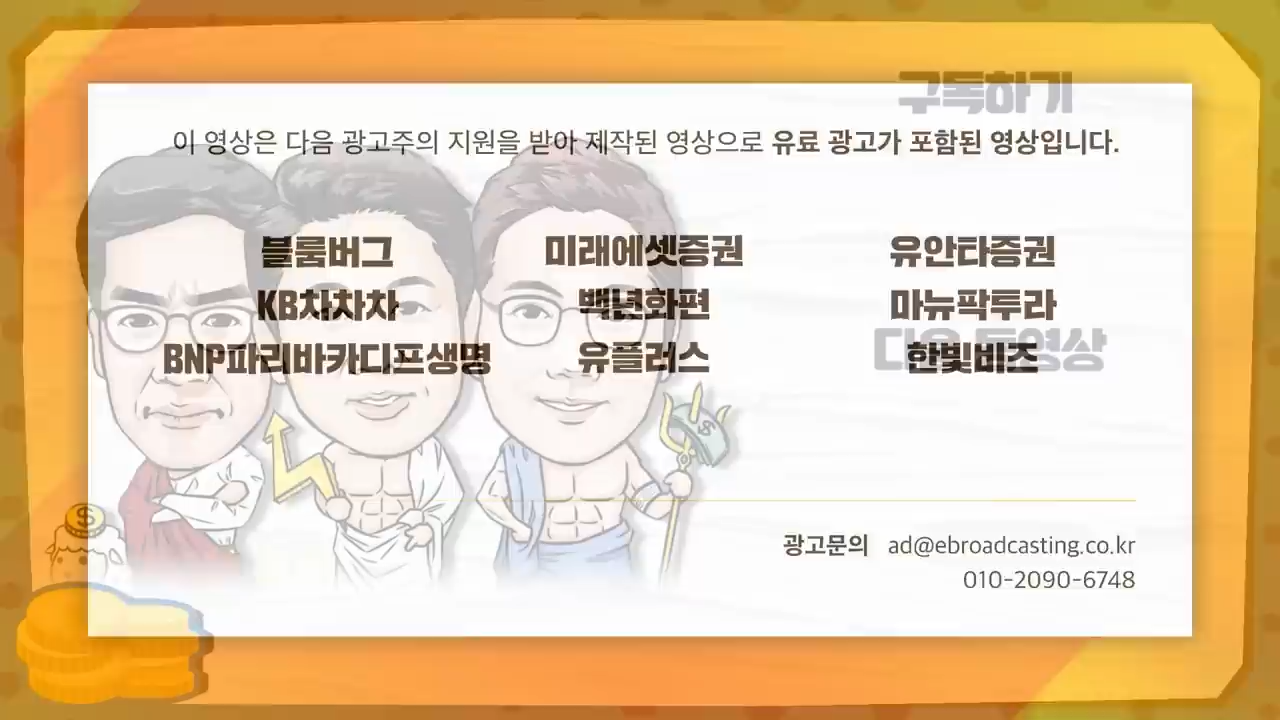 구독하기
이 영상은 다음 광고주의 지원을 받아 제작된 영상으로 유료 광고가 포함된 영상입니다.
블룸버그 미래에셋증권 유안타증권
KB차차차 백년화편 마뉴팍투라
다음 동영상
BNP파리바카디프생명 유플러스 한빛비즈
$
광고문의 ad@ebroadcasting.co.kr
$
010-2090-6748